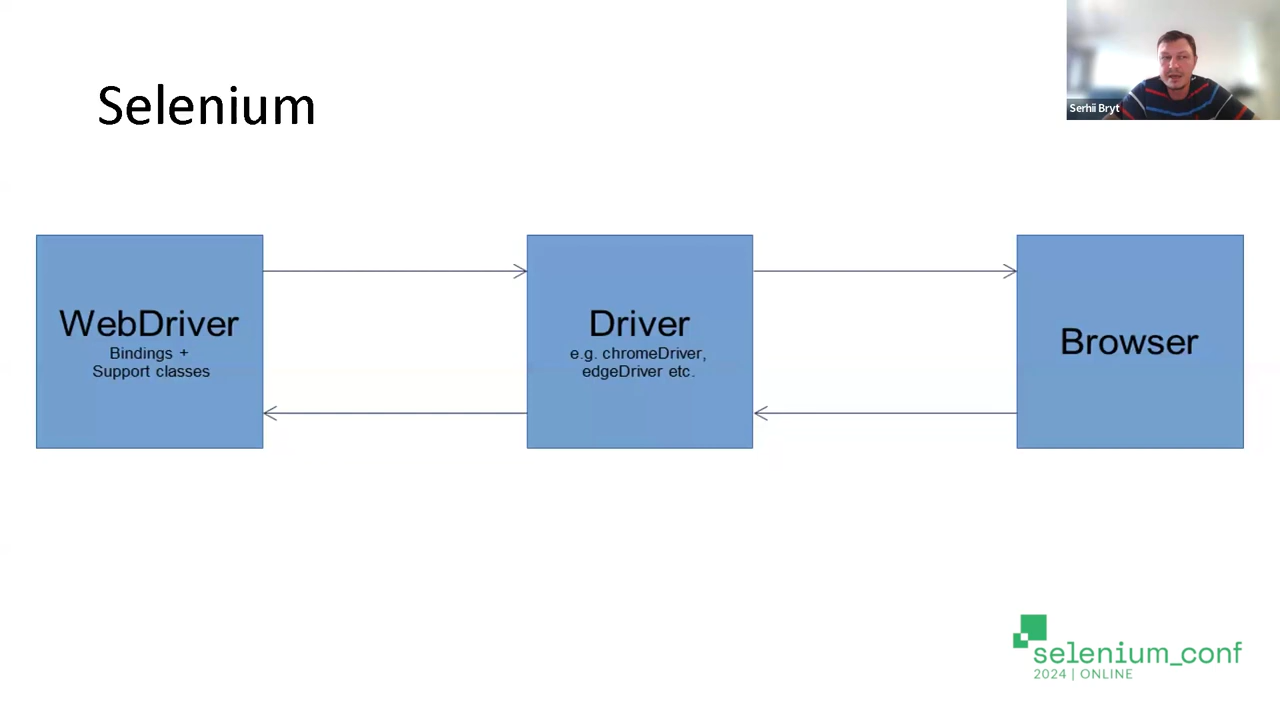 Selenium
Serhii Bryt
WebDriver
Bindings +
Support classes
Driver
e.g. chromeDriver,
edgeDriver etc.
Browser
selenium_conf
2024 | ONLINE